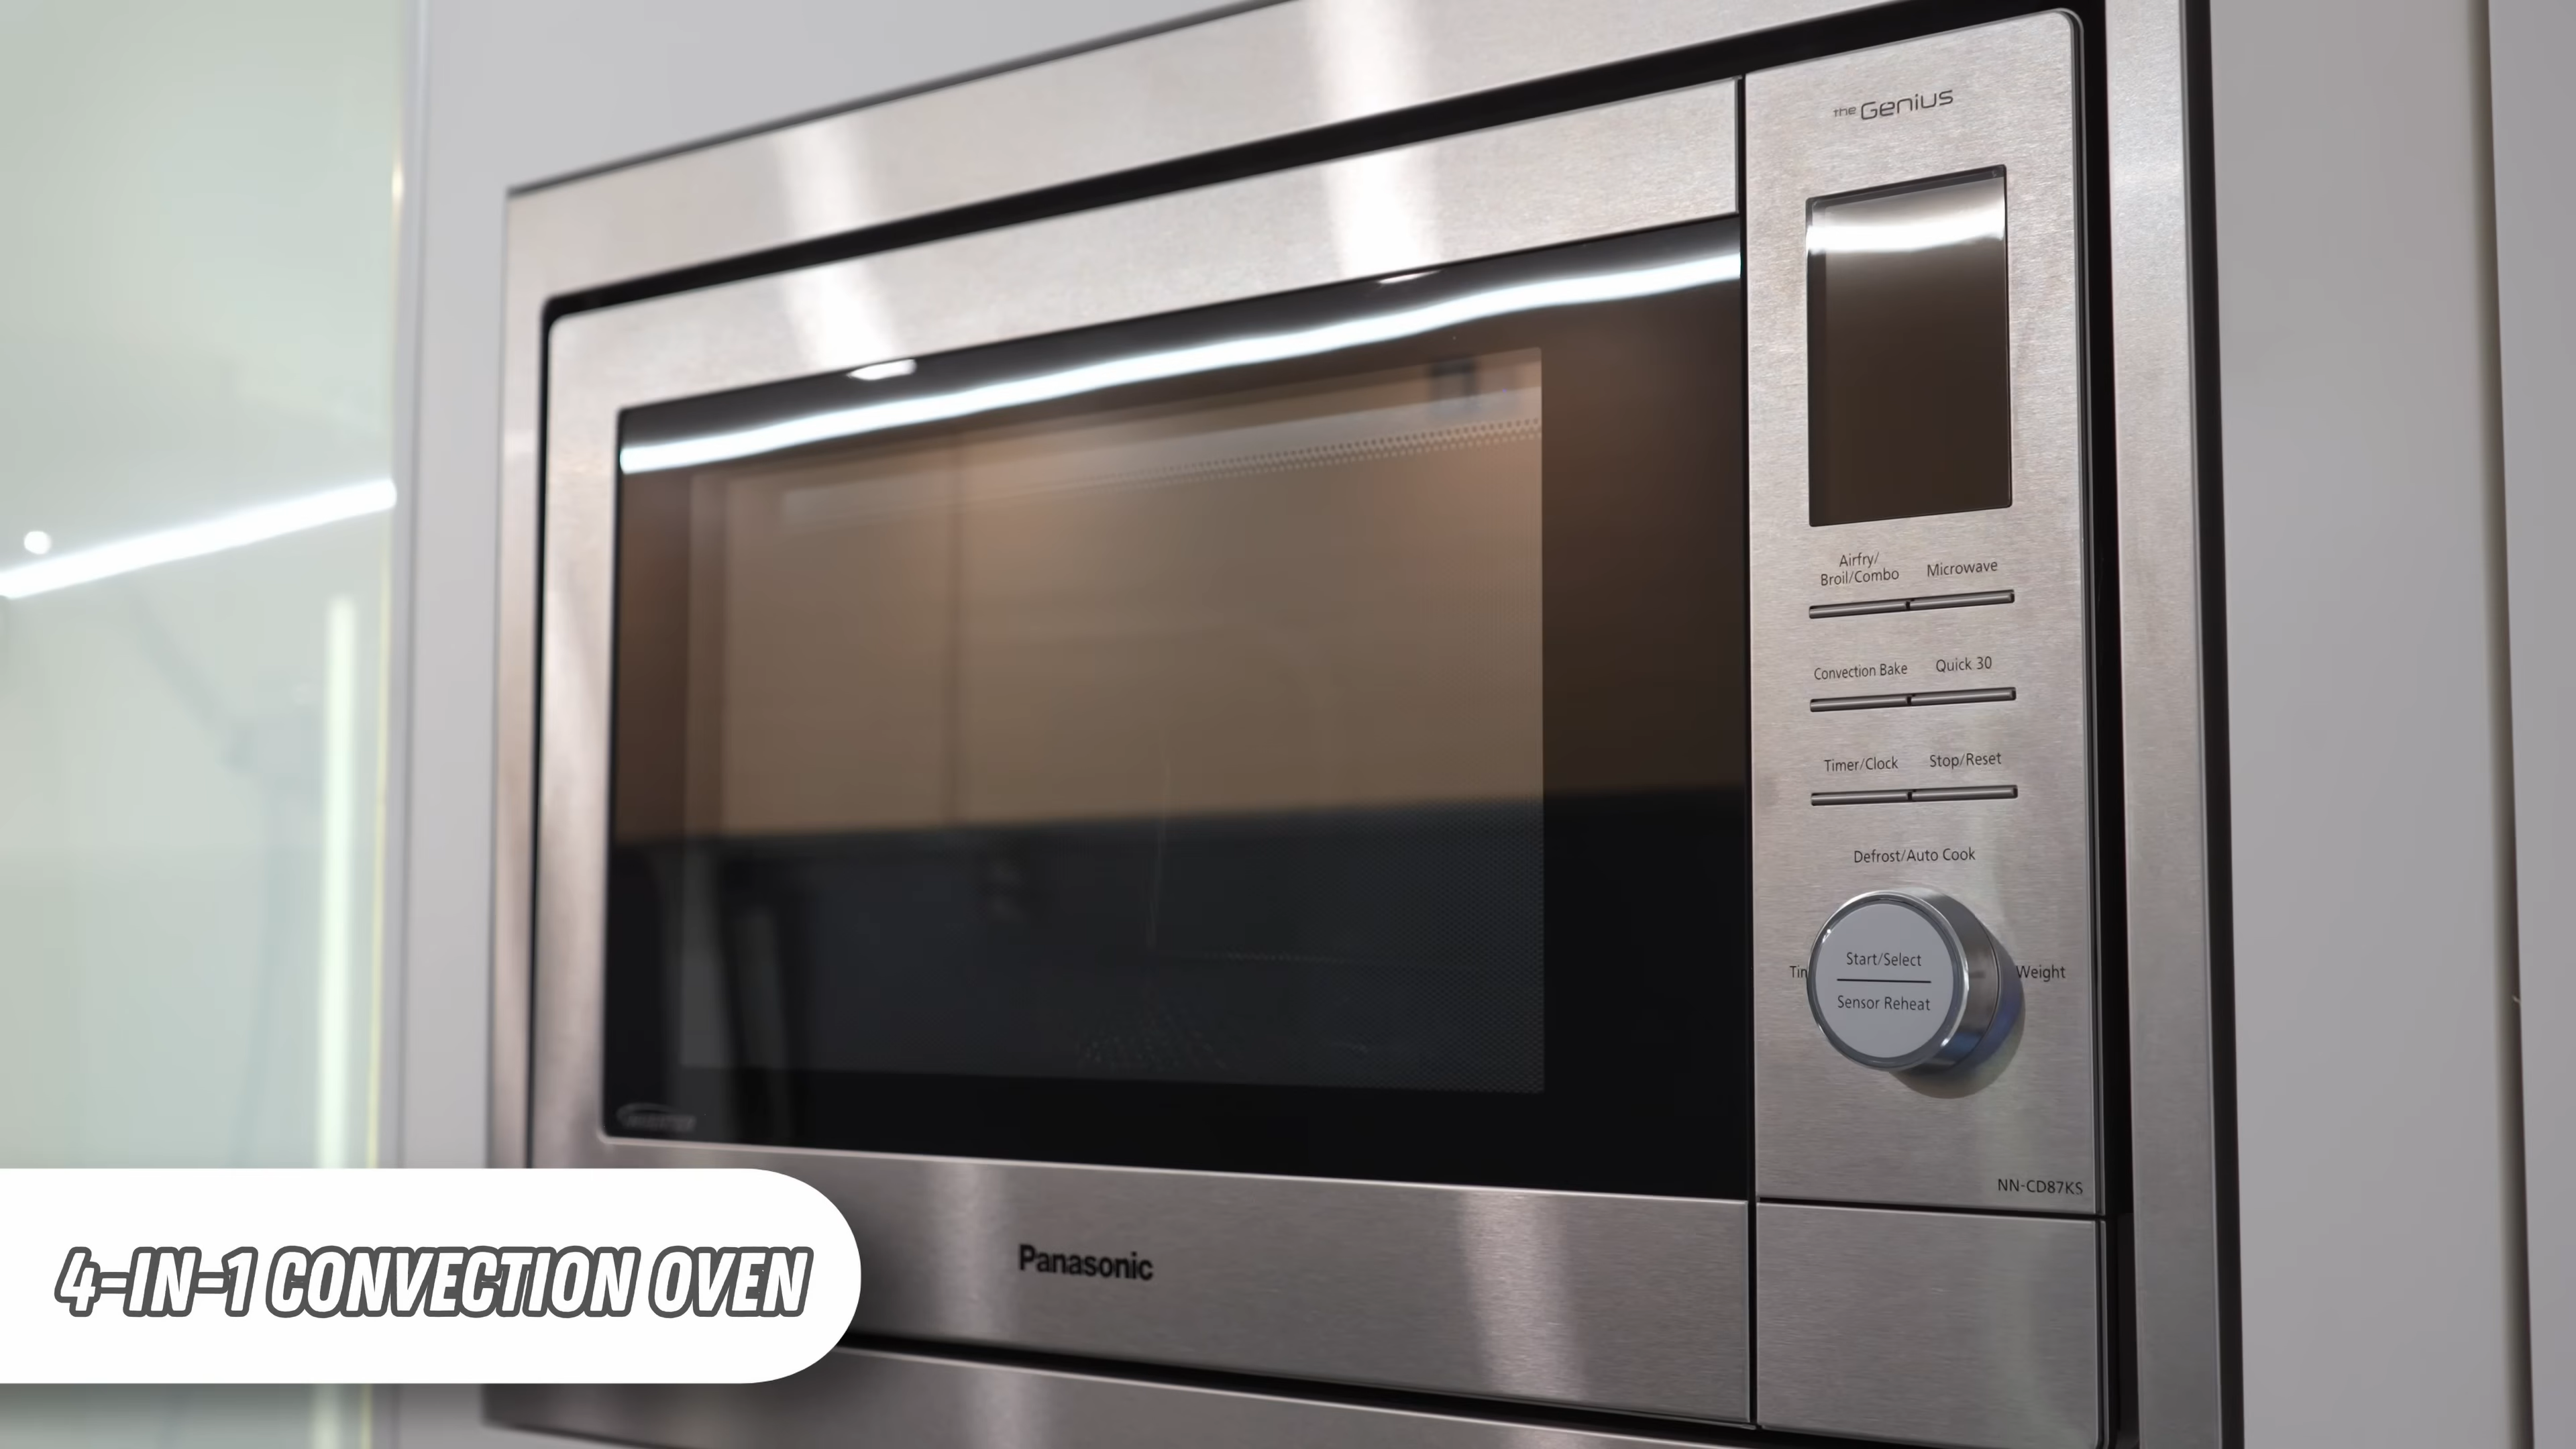 the Genius
Airfry/
Broil/Combo
Microwave
Convection Bake
Quick 30
Timer/Clock
Stop/Reset
Defrost/Auto Cook
Start/Select
Sensor Reheat
Weight
NN-CD87KS
INVERTER
Panasonic
4-IN-1 CONVECTION OVEN